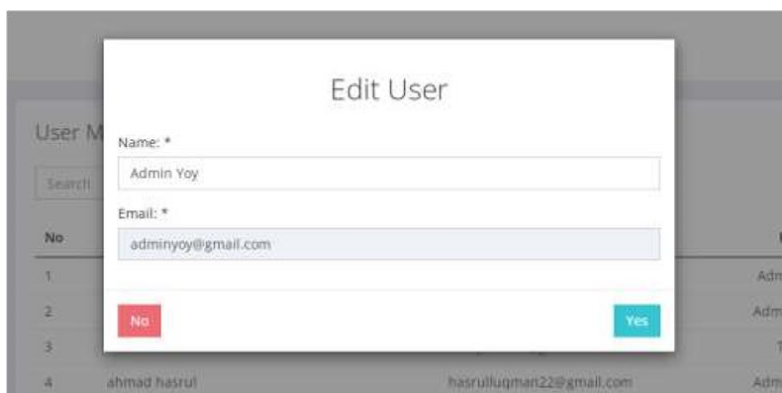 Edit User
User M
Name: *
Admin Yoy
Search
Email: *
No
adminyoy@gmail.com
1 Adm
2 Adm
No Yes
3
4 ahmad hasrul hasrulluqman22@gmail.com Adm